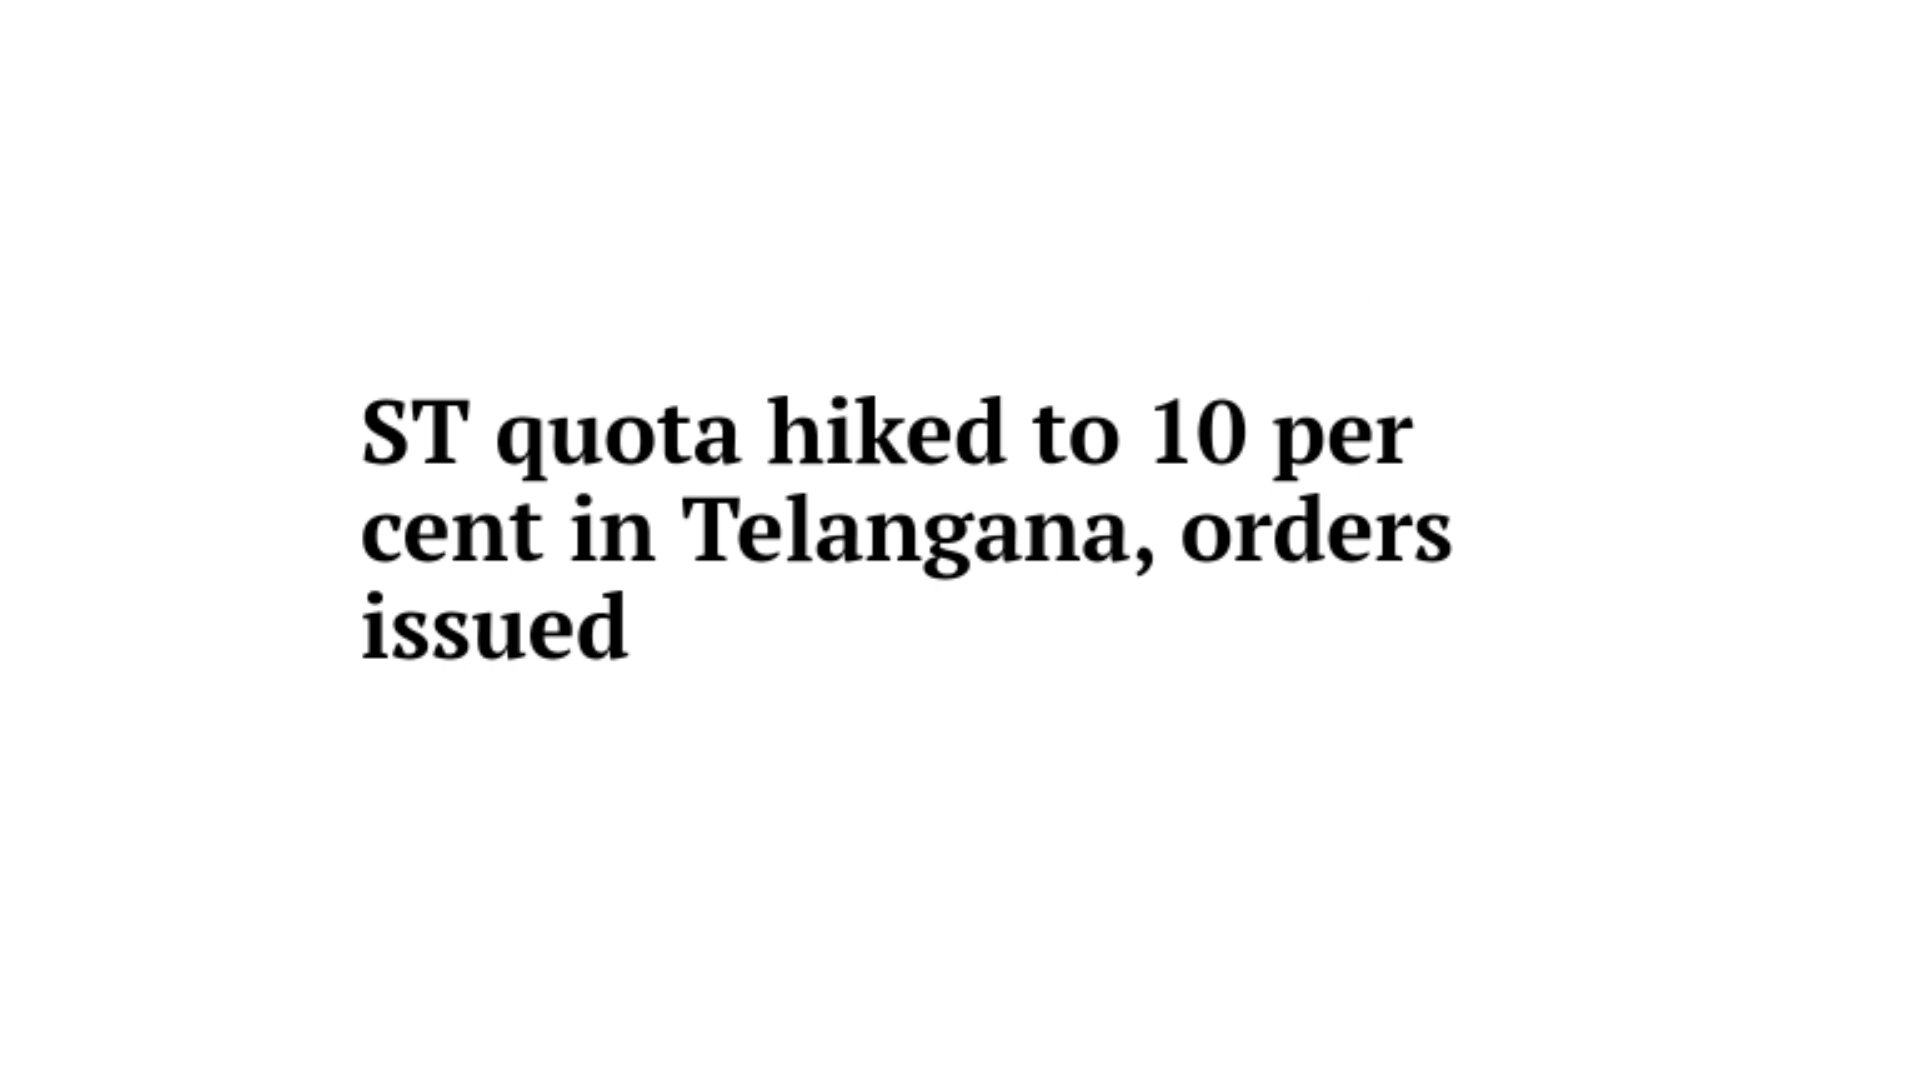 ST quota hiked to 10 per
cent in Telangana, orders
issued